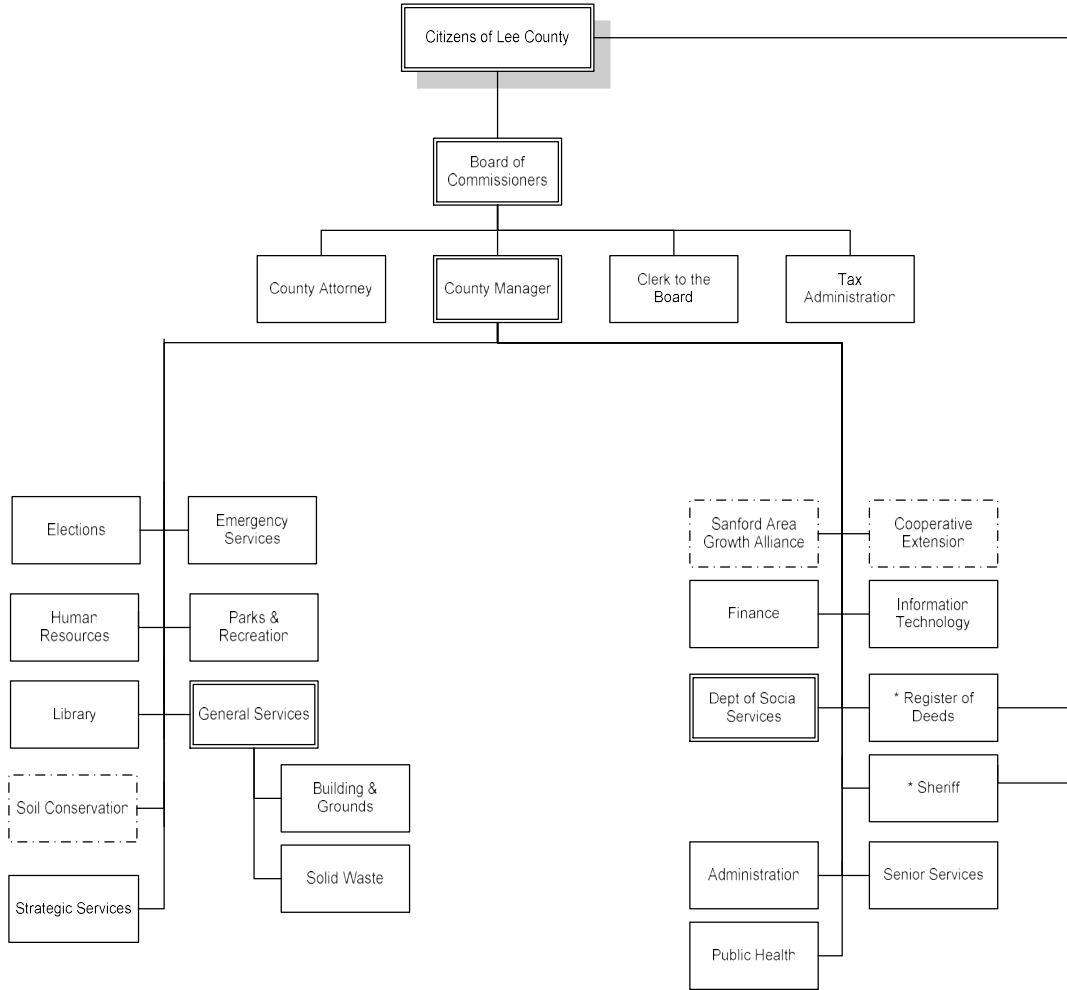 Citizens of Lee County
Board of
Commissioners
County Attorney
County Manager
Clerk to the
Board
Tax
Administration
Elections
Emergency
Services
Human
Resources
Parks &
Recreation
Library
General Services
Soil Conservation
Building &
Grounds
Solid Waste
Strategic Services
Sanford Area
Growth Alliance
Cooperative
Extension
Finance
Information
Technology
Dept of Socia
Services
* Register of
Deeds
* Sheriff
Administration
Senior Services
Public Health